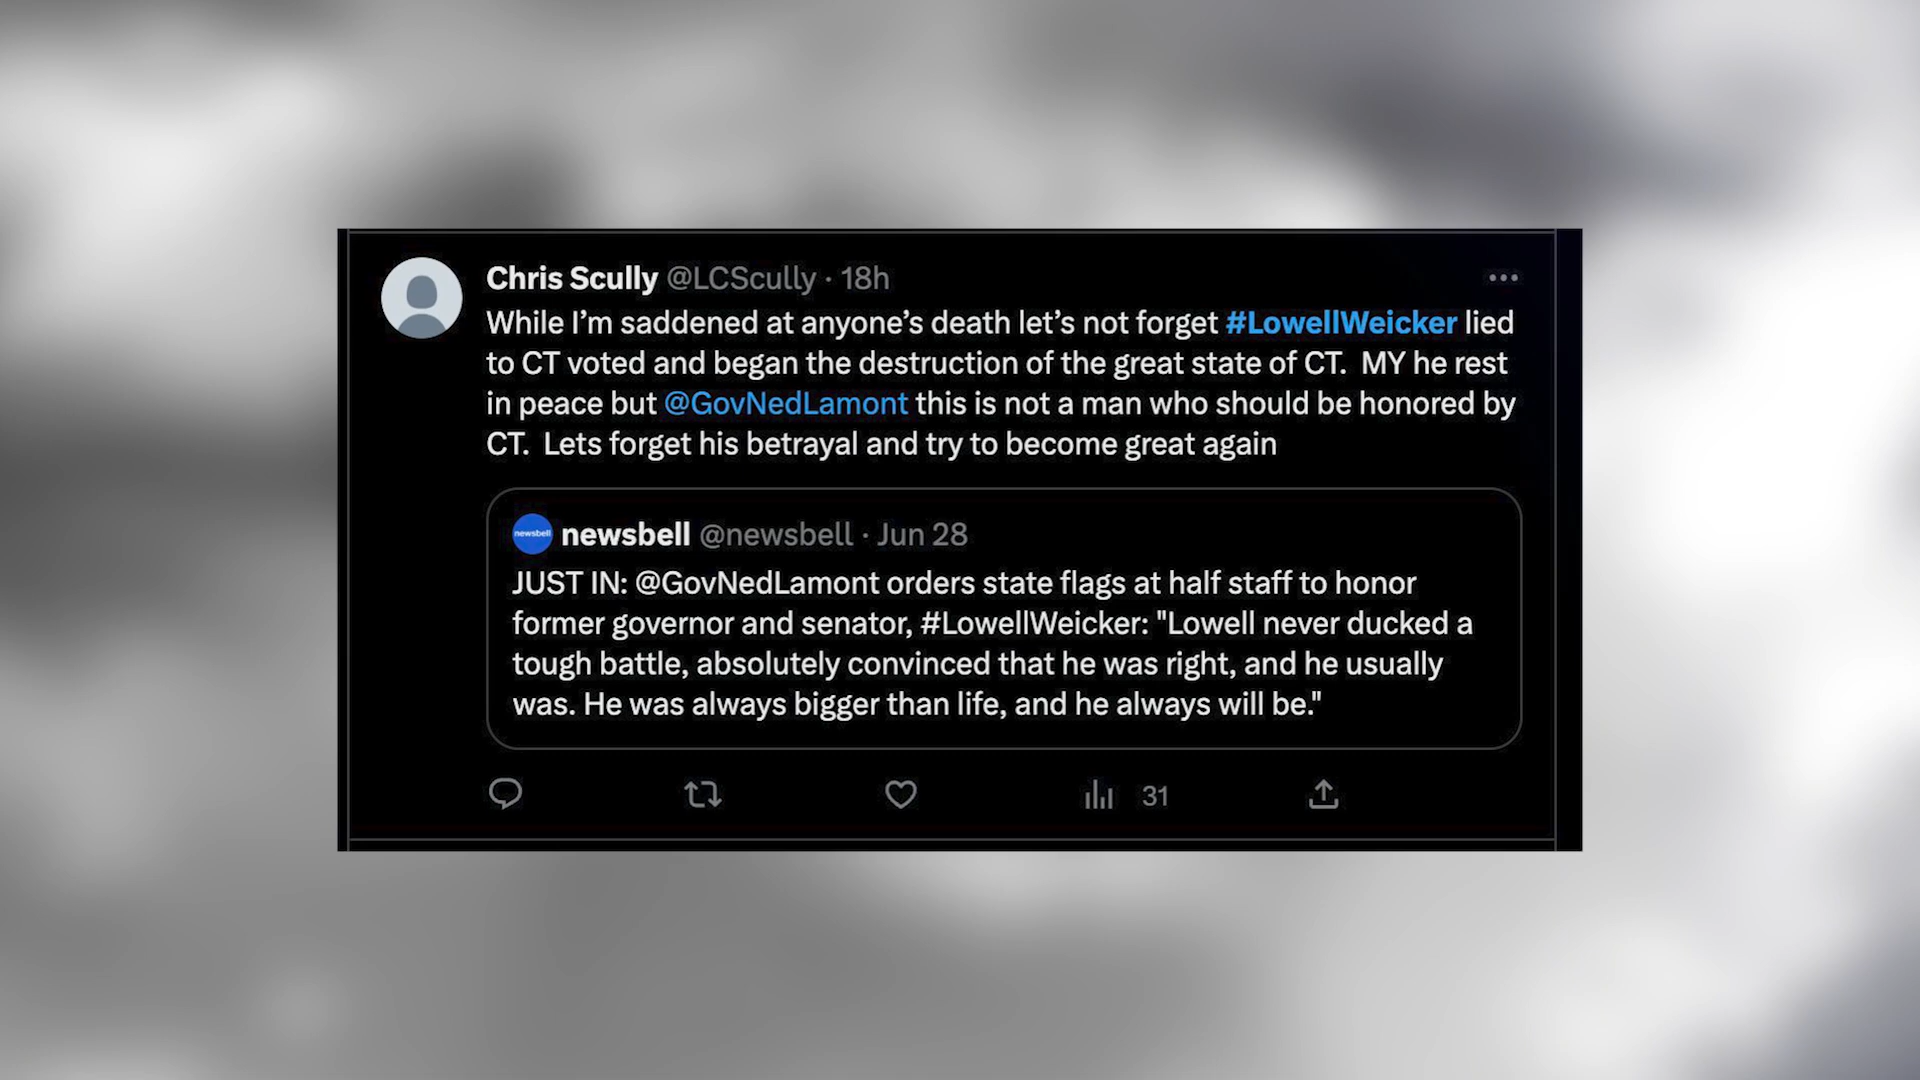 Chris Scully @LCScully · 18h
While I’m saddened at anyone’s death let’s not forget #LowellWeicker lied
to CT voted and began the destruction of the great state of CT.  MY he rest
in peace but @GovNedLamont this is not a man who should be honored by
CT.  Lets forget his betrayal and try to become great again
newsbell
newsbell @newsbell · Jun 28
JUST IN: @GovNedLamont orders state flags at half staff to honor
former governor and senator, #LowellWeicker: "Lowell never ducked a
tough battle, absolutely convinced that he was right, and he usually
was. He was always bigger than life, and he always will be."
31